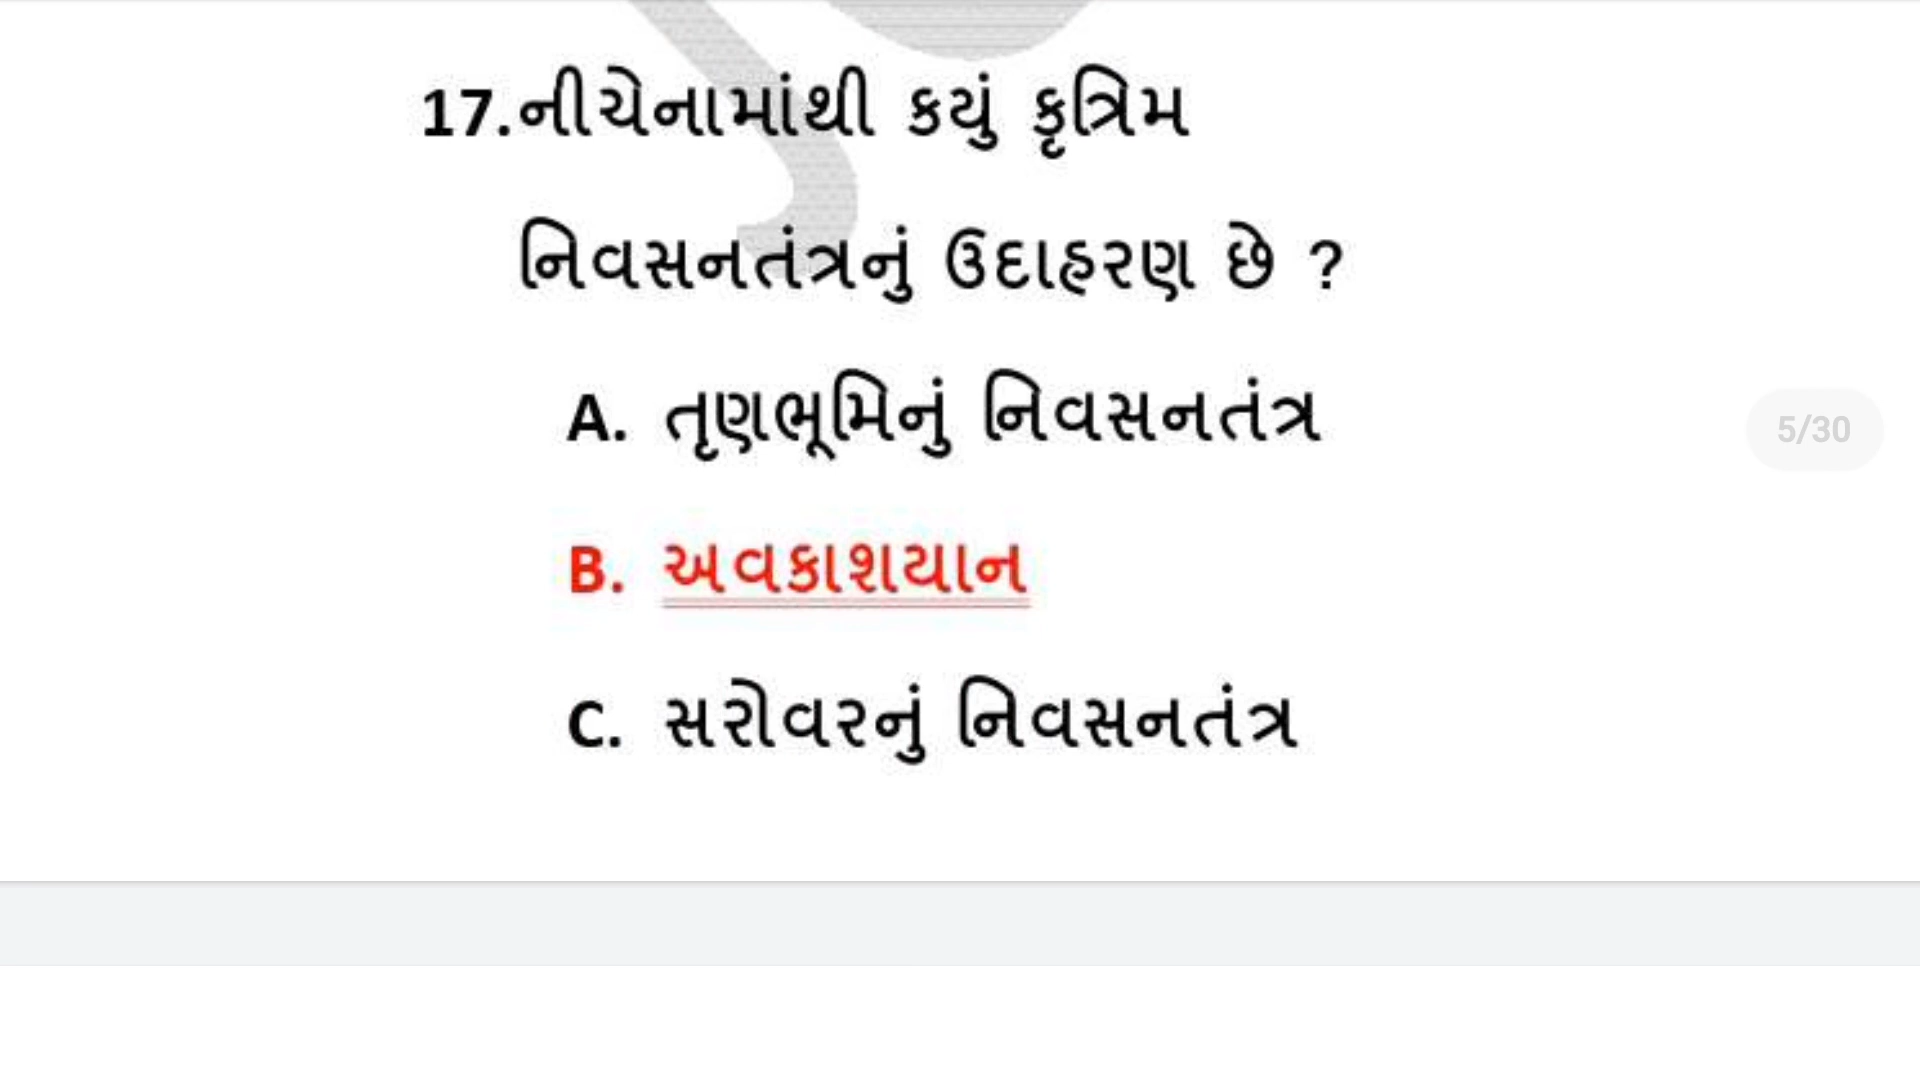 17.નીચેનામાંથી કયું કૃત્રિમ
નિવસનતંત્રનું ઉદાહરણ છે ?
A. તૃણભૂમિનું નિવસનતંત્ર
5/30
B. અવકાશયાન
C. સરોવરનું નિવસનતંત્ર